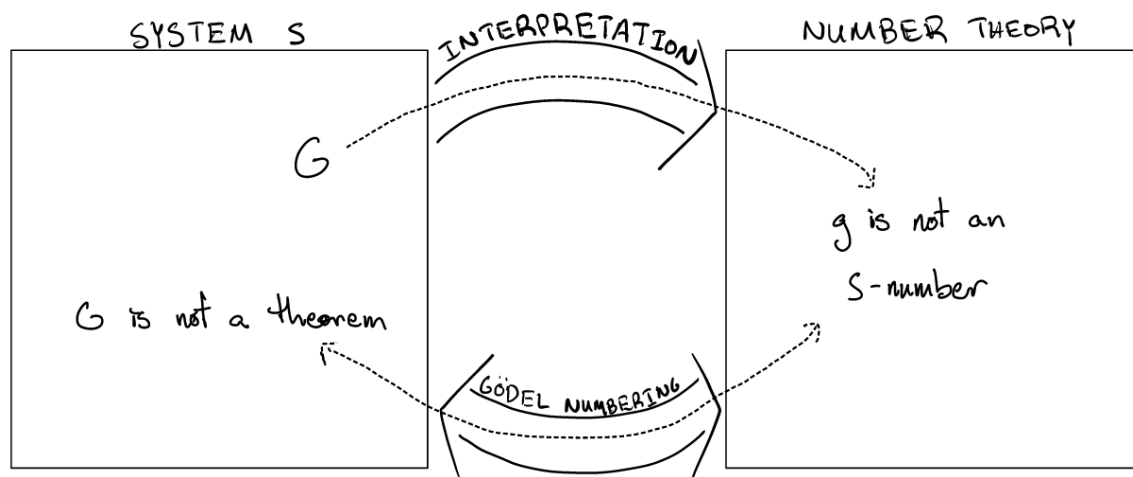 SYSTEM S
INTERPRETATION
NUMBER THEORY
G
g is not an
S-number
G is not a theorem
GÖDEL NUMBERING